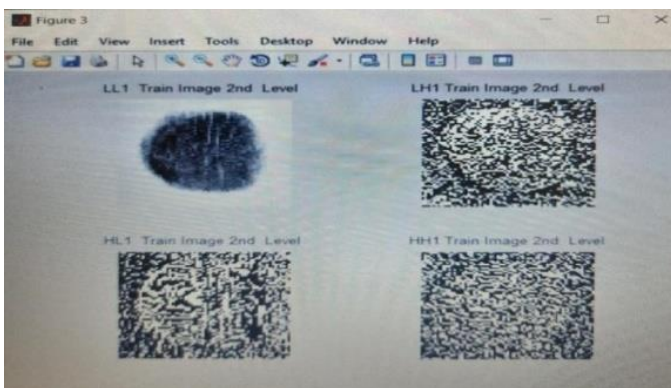 Figure 3
File Edit View Insert Tools Desktop Window Help
LL1 Train Image 2nd Level
LH1 Train Image 2nd Level
HL1 Train Image 2nd Level
HH1 Train Image 2nd Level